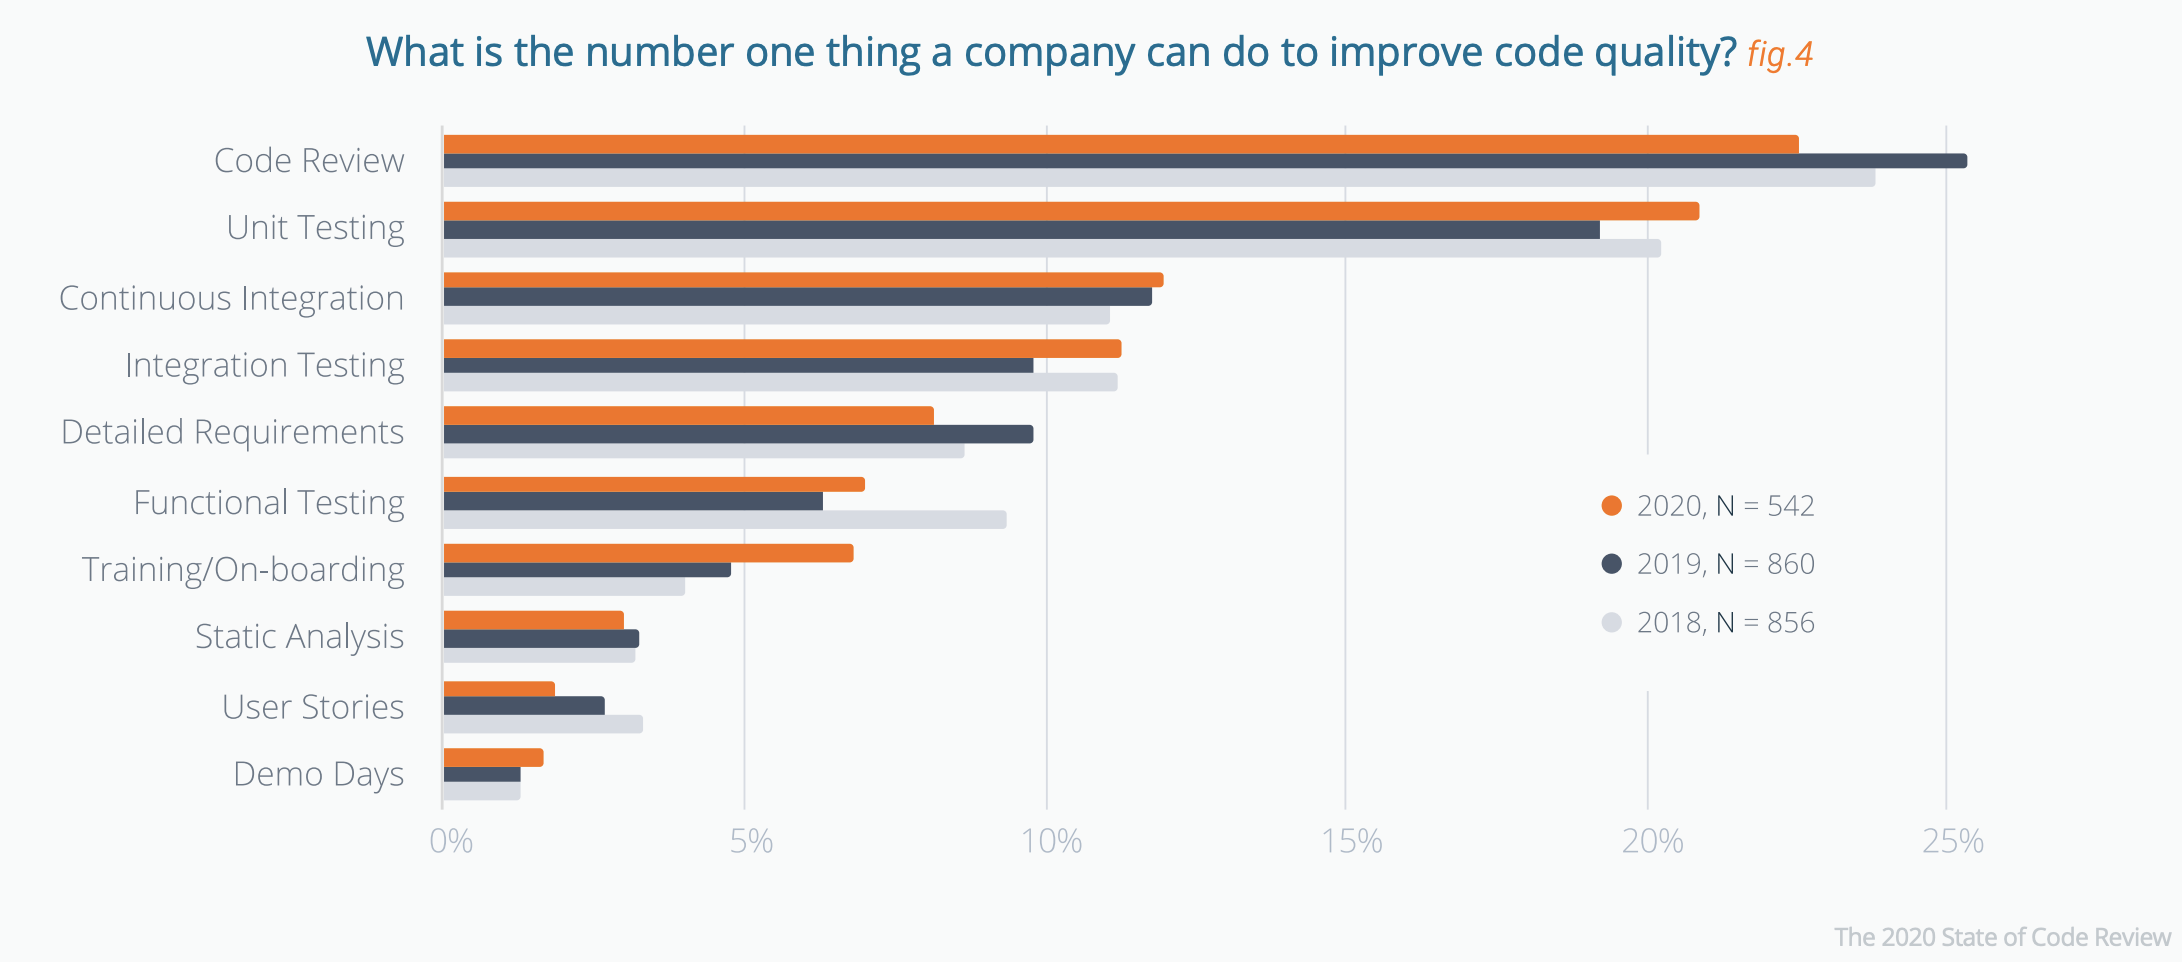 What is the number one thing a company can do to improve code quality? fig.4
Code Review
Unit Testing
Continuous Integration
Integration Testing
Detailed Requirements
Functional Testing
Training/On-boarding
Static Analysis
User Stories
Demo Days
2020, N = 542
2019, N = 860
2018, N = 856
0% 5% 10% 15% 20% 25%
The 2020 State of Code Review